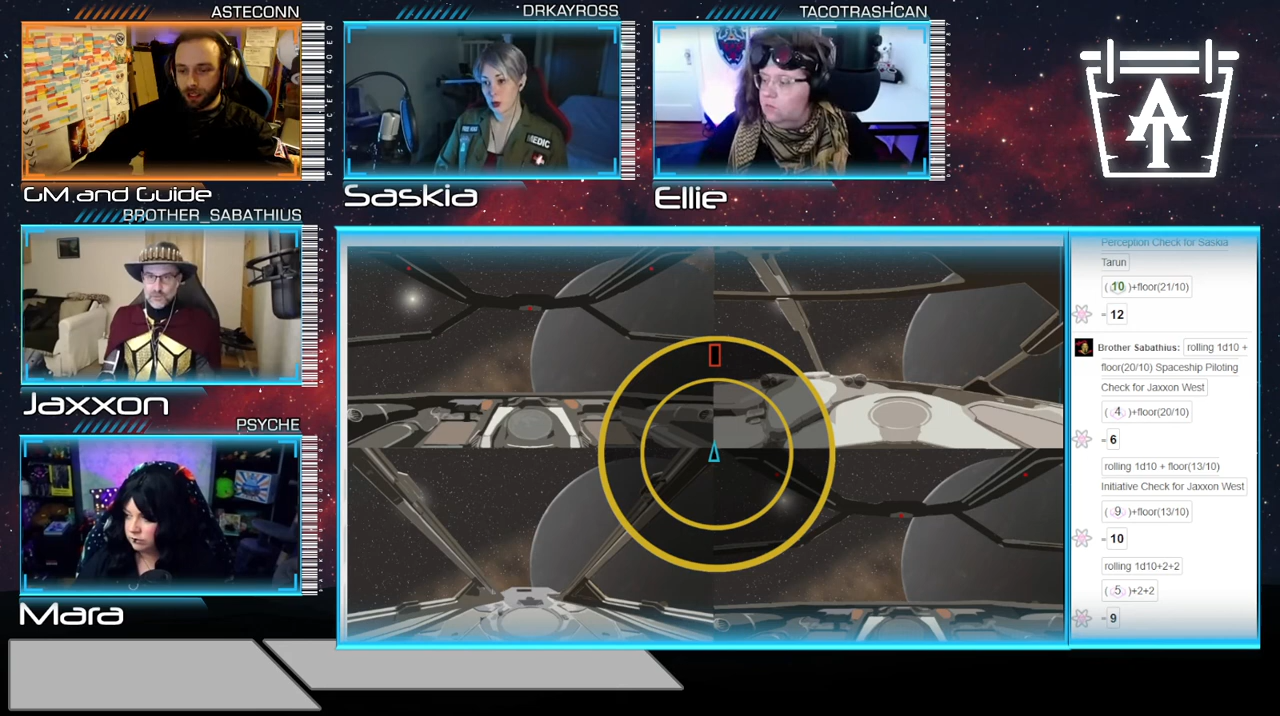 ASTECONN
GM and Guide
DRKAYROSS
MEDIC
Saskia
TACOTRASHCAN
Ellie
AT
BROTHER_SABATHIUS
Jaxxon
PSYCHE
Mara
Perception Check for Saskia
Tarun
( 10 )+floor(21/10)
= 12
Brother Sabathius: rolling 1d10 +
floor(20/10) Spaceship Piloting
Check for Jaxxon West
( 4 )+floor(20/10)
= 6
rolling 1d10 + floor(13/10)
Initiative Check for Jaxxon West
( 9 )+floor(13/10)
= 10
rolling 1d10+2+2
( 5 )+2+2
= 9